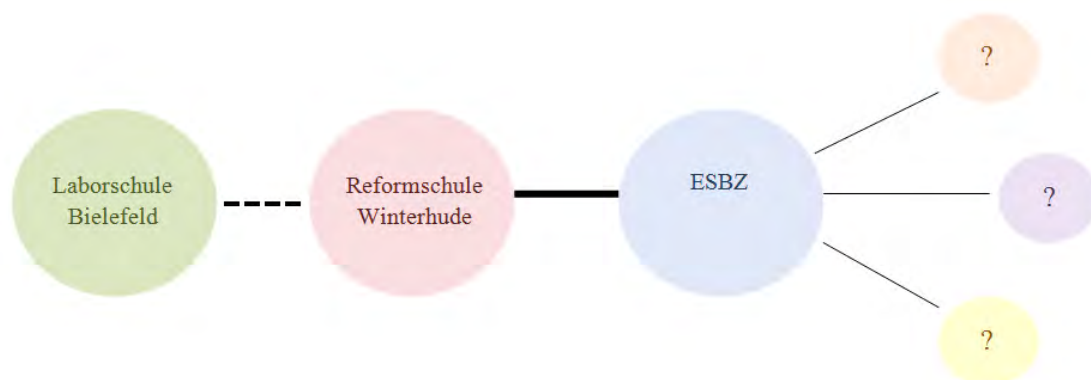 Laborschule
Bielefeld
Reformschule
Winterhude
ESBZ
?
?
?